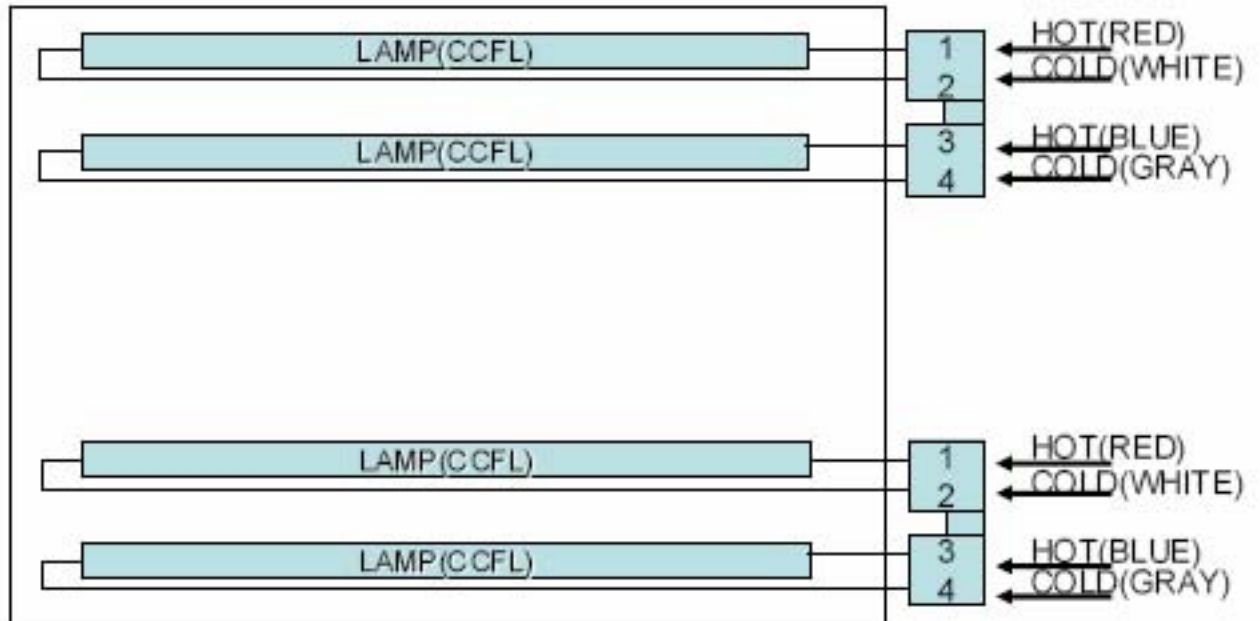 LAMP(CCFL) 1 HOT(RED)
2 COLD(WHITE)
LAMP(CCFL) 3 HOT(BLUE)
4 COLD(GRAY)
LAMP(CCFL) 1 HOT(RED)
2 COLD(WHITE)
LAMP(CCFL) 3 HOT(BLUE)
4 COLD(GRAY)